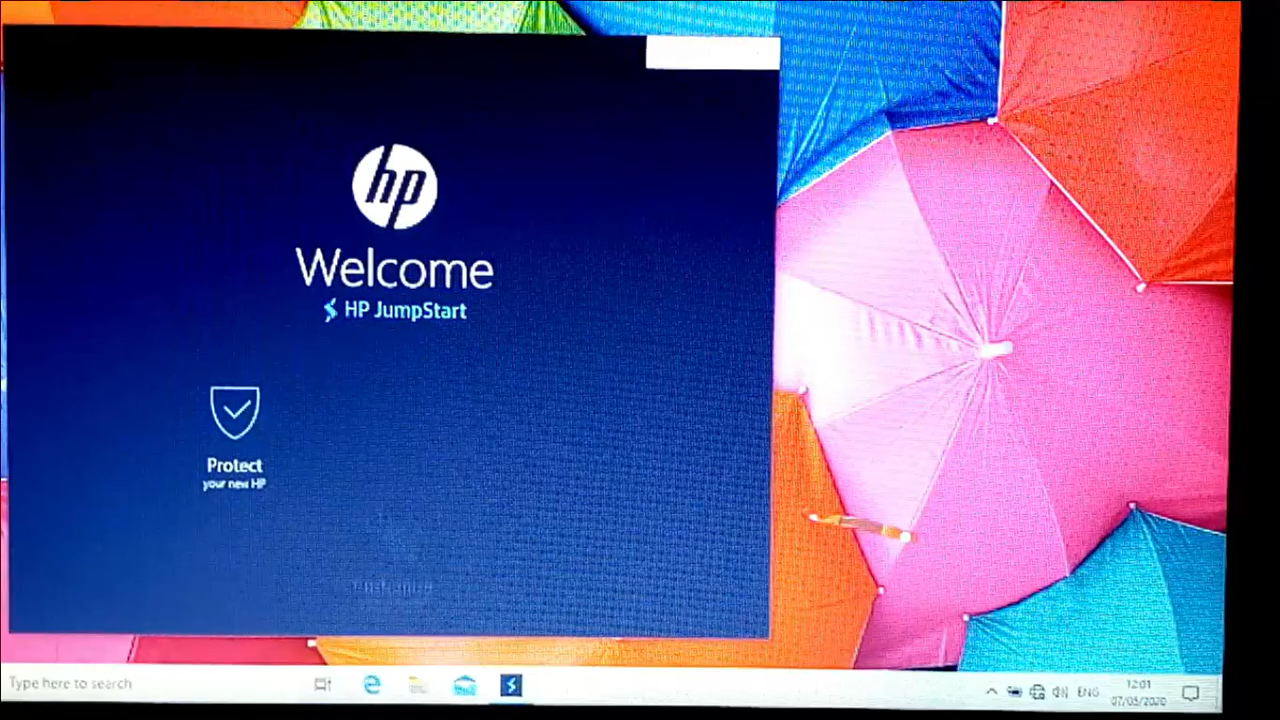 hp
Welcome
HP JumpStart
Protect
your new HP
Type here to search
ENG
12:01
07/05/2020